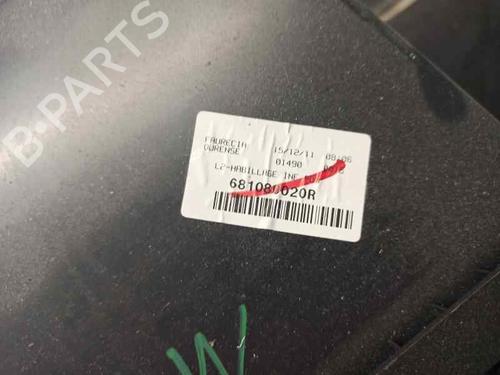 B-PARTS
FAURECIA 15/12/11 08:06
OURENSE 01490
L2-HABILLAGE INF
681080020R